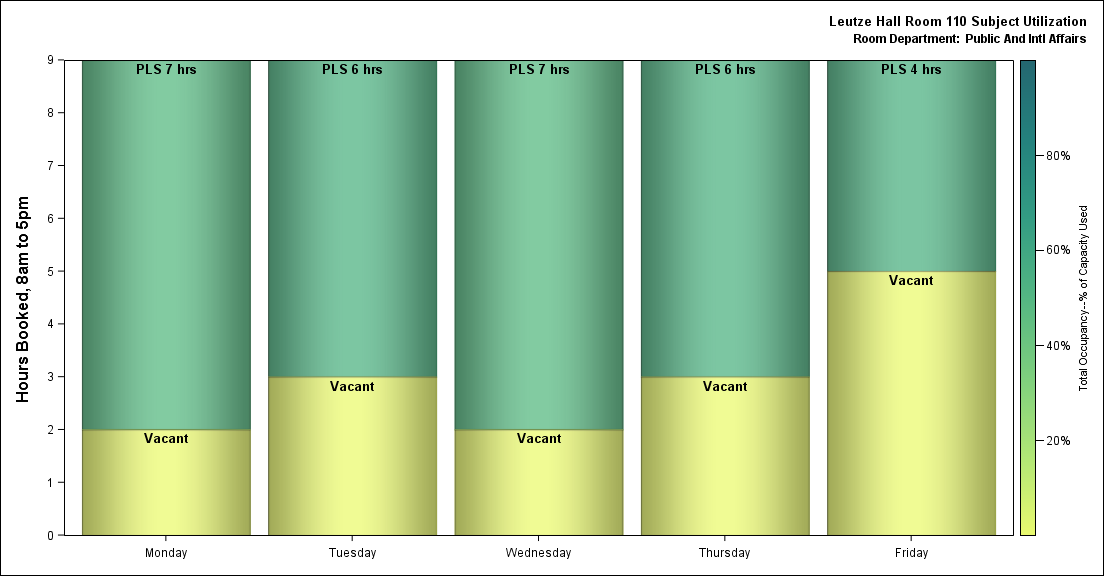 Leutze Hall Room 110 Subject Utilization
Room Department: Public And Intl Affairs
Hours Booked, 8am to 5pm
9
8
7
6
5
4
3
2
1
0
PLS 7 hrs
PLS 6 hrs
PLS 7 hrs
PLS 6 hrs
PLS 4 hrs
Vacant
Vacant
Vacant
Vacant
Vacant
Monday
Tuesday
Wednesday
Thursday
Friday
80%
60%
40%
20%
Total Occupancy--% of Capacity Used